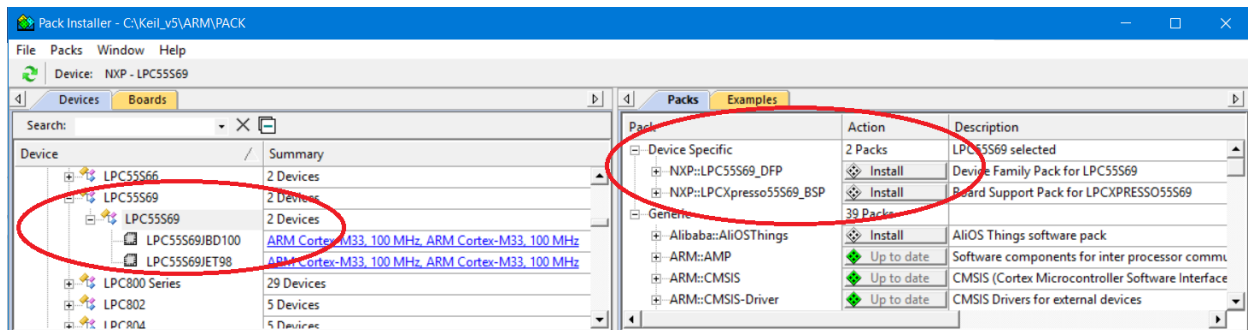 Pack Installer - C:\Keil_v5\ARM\PACK
File Packs Window Help
Device: NXP - LPC55S69
Devices Boards
Search:
Device Summary
LPC55S66 2 Devices
LPC55S69 2 Devices
LPC55S69 2 Devices
LPC55S69JBD100 ARM Cortex-M33, 100 MHz, ARM Cortex-M33, 100 MHz
LPC55S69JET98 ARM Cortex-M33, 100 MHz, ARM Cortex-M33, 100 MHz
LPC800 Series 29 Devices
LPC802 5 Devices
LPC804 5 Devices
Packs Examples
Pack Action Description
Device Specific 2 Packs LPC55S69 selected
NXP::LPC55S69_DFP Install Device Family Pack for LPC55S69
NXP::LPCXpresso55S69_BSP Install Board Support Pack for LPCXPRESSO55S69
Generic 39 Packs
Alibaba::AliOSThings Install AliOS Things software pack
ARM::AMP Up to date Software components for inter processor commu
ARM::CMSIS Up to date CMSIS (Cortex Microcontroller Software Interface
ARM::CMSIS-Driver Up to date CMSIS Drivers for external devices